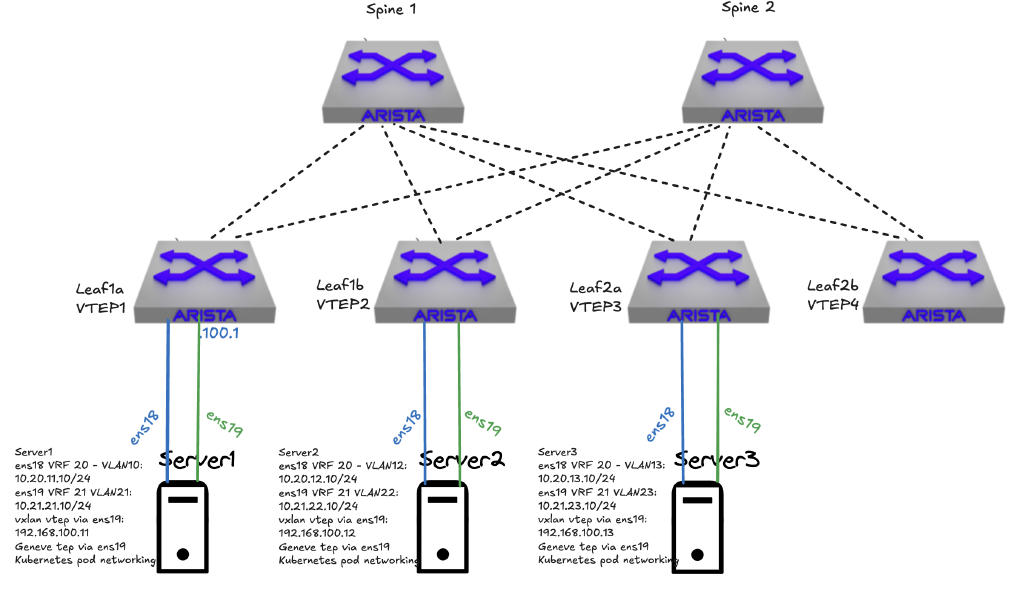 Spine 1
Spine 2
ARISTA
ARISTA
Leaf1a
VTEP1
ARISTA
.100.1
Leaf1b
VTEP2
ARISTA
Leaf2a
VTEP3
ARISTA
Leaf2b
VTEP4
ARISTA
ens18
ens19
ens18
ens19
ens18
ens19
Server1
Server1
ens18 VRF 20 - VLAN10:
10.20.11.10/24
ens19 VRF 21 VLAN21:
10.21.21.10/24
vxlan vtep via ens19:
192.168.100.11
Geneve tep via ens19
Kubernetes pod networking
Server2
Server2
ens18 VRF 20 - VLAN12:
10.20.12.10/24
ens19 VRF 21 VLAN22:
10.21.22.10/24
vxlan vtep via ens19:
192.168.100.12
Geneve tep via ens19
Kubernetes pod networking
Server3
Server3
ens18 VRF 20 - VLAN13:
10.20.13.10/24
ens19 VRF 21 VLAN23:
10.21.23.10/24
vxlan vtep via ens19:
192.168.100.13
Geneve tep via ens19
Kubernetes pod networking